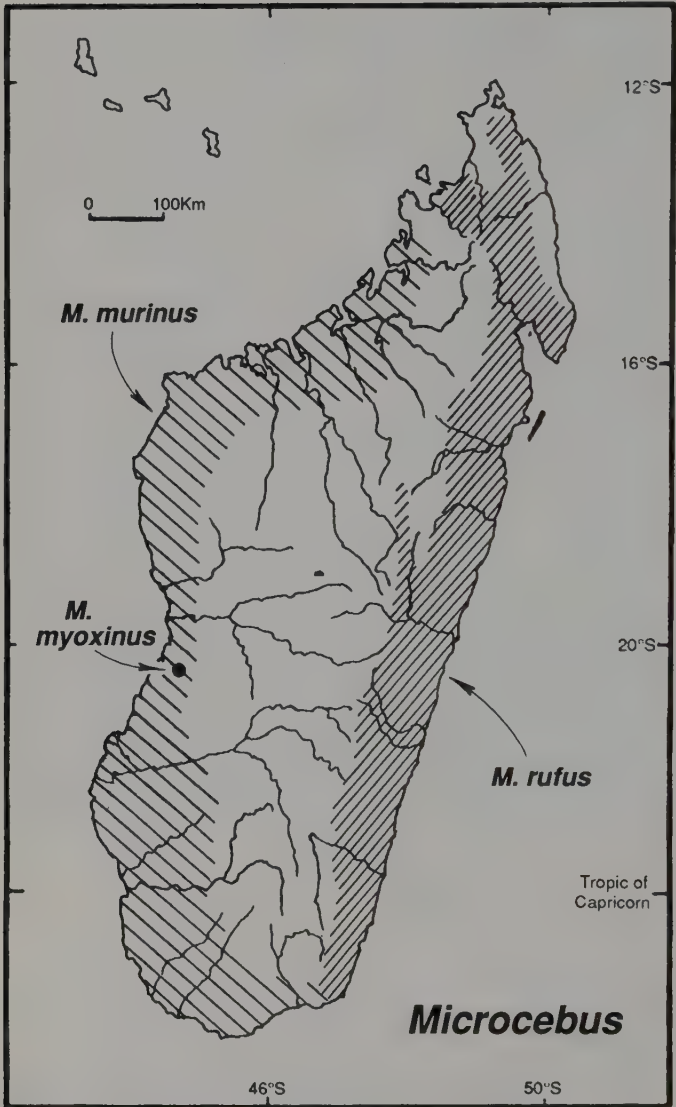 12°S
0 100Km
M. murinus
16°S
M.
myoxinus
20°S
M. rufus
Tropic of
Capricorn
Microcebus
46°S
50°S